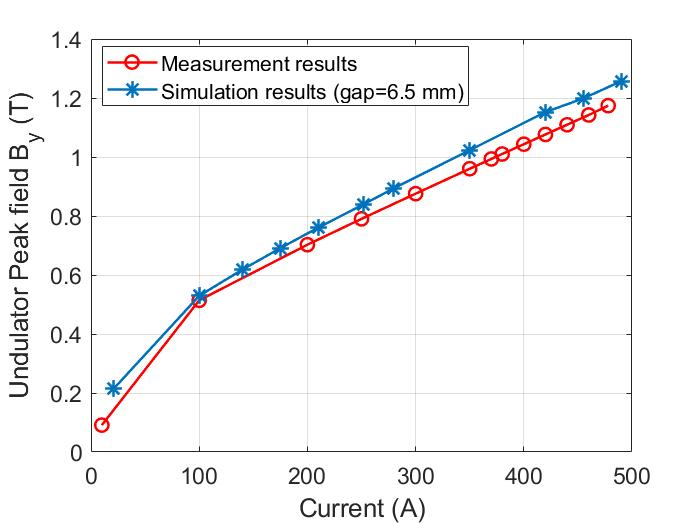 Measurement results
Simulation results (gap=6.5 mm)
Undulator Peak field B_y (T)
1.4
1.2
1
0.8
0.6
0.4
0.2
0
0 100 200 300 400 500
Current (A)